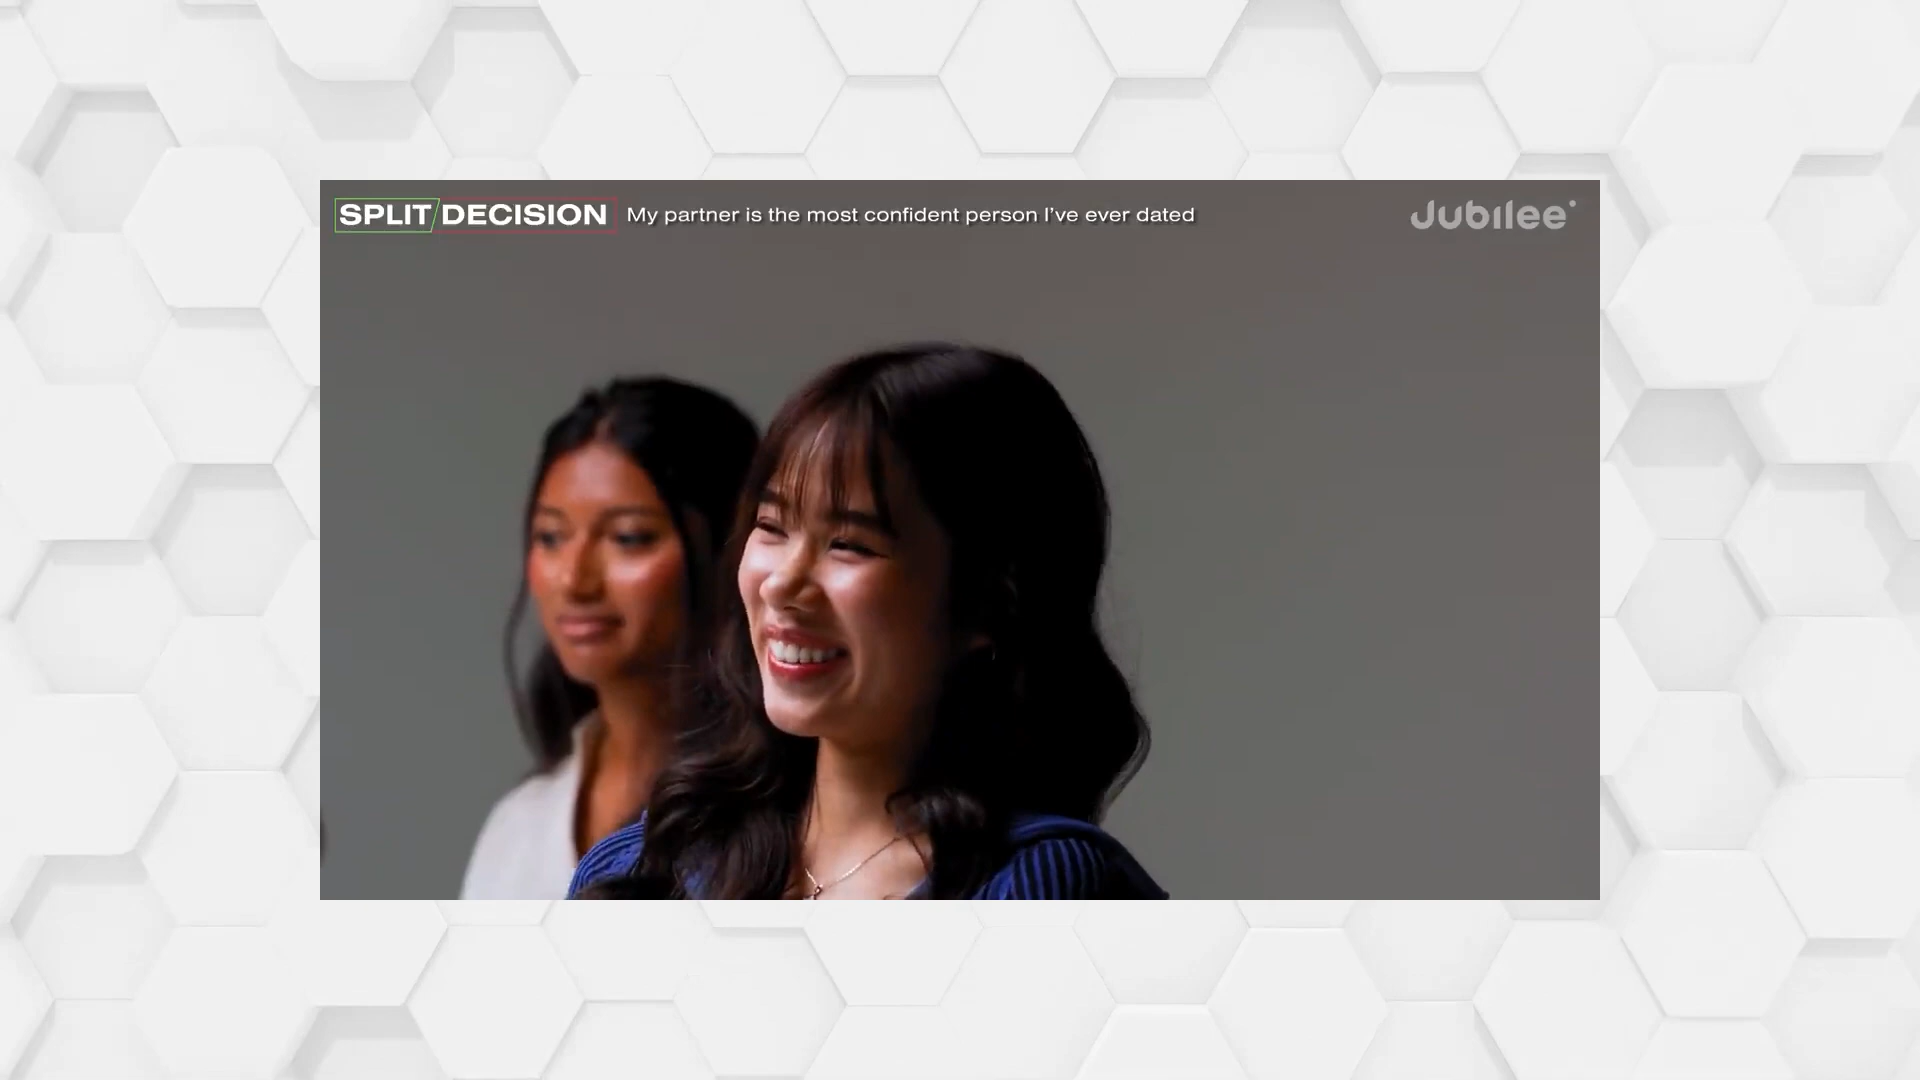 SPLIT DECISION My partner is the most confident person I've ever dated
Jubilee